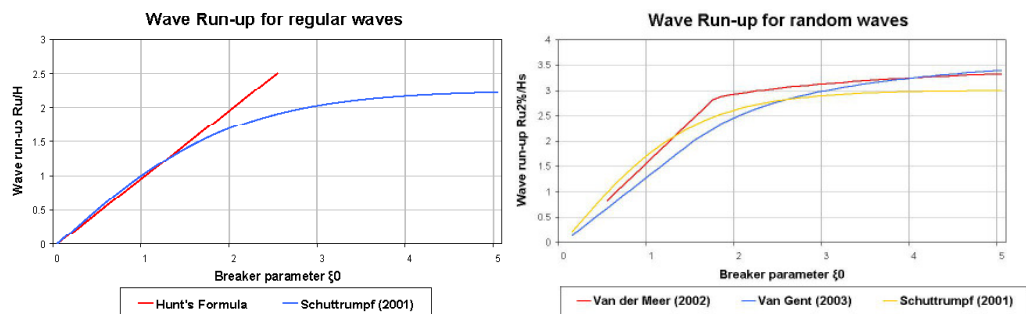 Wave Run-up for regular waves
3
2.5
2
1.5
1
0.5
0
Wave run-up Ru/H
0 1 2 3 4 5
Breaker parameter ξ0
Hunt's Formula Schuttrumpf (2001)
Wave Run-up for random waves
4
3.5
3
2.5
2
1.5
1
0.5
0
Wave run-up Ru2%/Hs
0 1 2 3 4 5
Breaker parameter ξ0
Van der Meer (2002) Van Gent (2003) Schuttrumpf (2001)